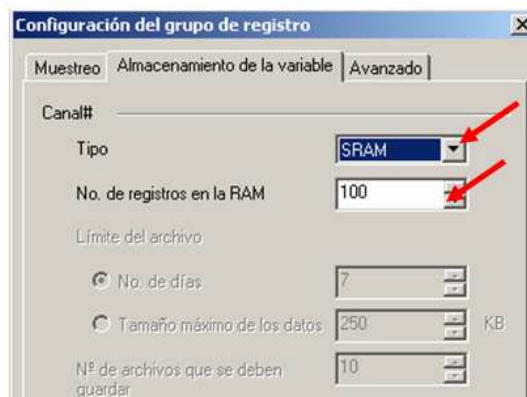 Configuración del grupo de registro
Muestreo Almacenamiento de la variable Avanzado
Canal#
Tipo SRAM
No. de registros en la RAM 100
Límite del archivo
No. de días 7
Tamaño máximo de los datos 250 KB
Nº de archivos que se deben 10
guardar